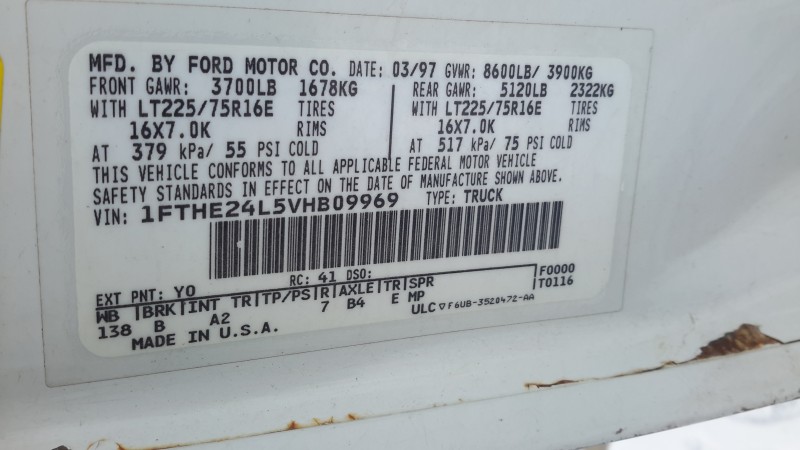 MFD. BY FORD MOTOR CO. DATE: 03/97 GVWR: 8600LB/ 3900KG
FRONT GAWR: 3700LB 1678KG REAR GAWR: 5120LB 2322KG
WITH LT225/75R16E TIRES WITH LT225/75R16E TIRES
16X7.0K RIMS 16X7.0K RIMS
AT 379 kPa/ 55 PSI COLD AT 517 kPa/ 75 PSI COLD
THIS VEHICLE CONFORMS TO ALL APPLICABLE FEDERAL MOTOR VEHICLE
SAFETY STANDARDS IN EFFECT ON THE DATE OF MANUFACTURE SHOWN ABOVE.
VIN: 1FTHE24L5VHB09969 TYPE: TRUCK
EXT PNT: YO RC: 41 DSO: F0000
WB |BRK|INT TR|TP/PS|R|AXLE|TR|SPR T0116
138 B A2 7 B4 E MP
MADE IN U.S.A. ULC ▽F6UB-3520472-AA